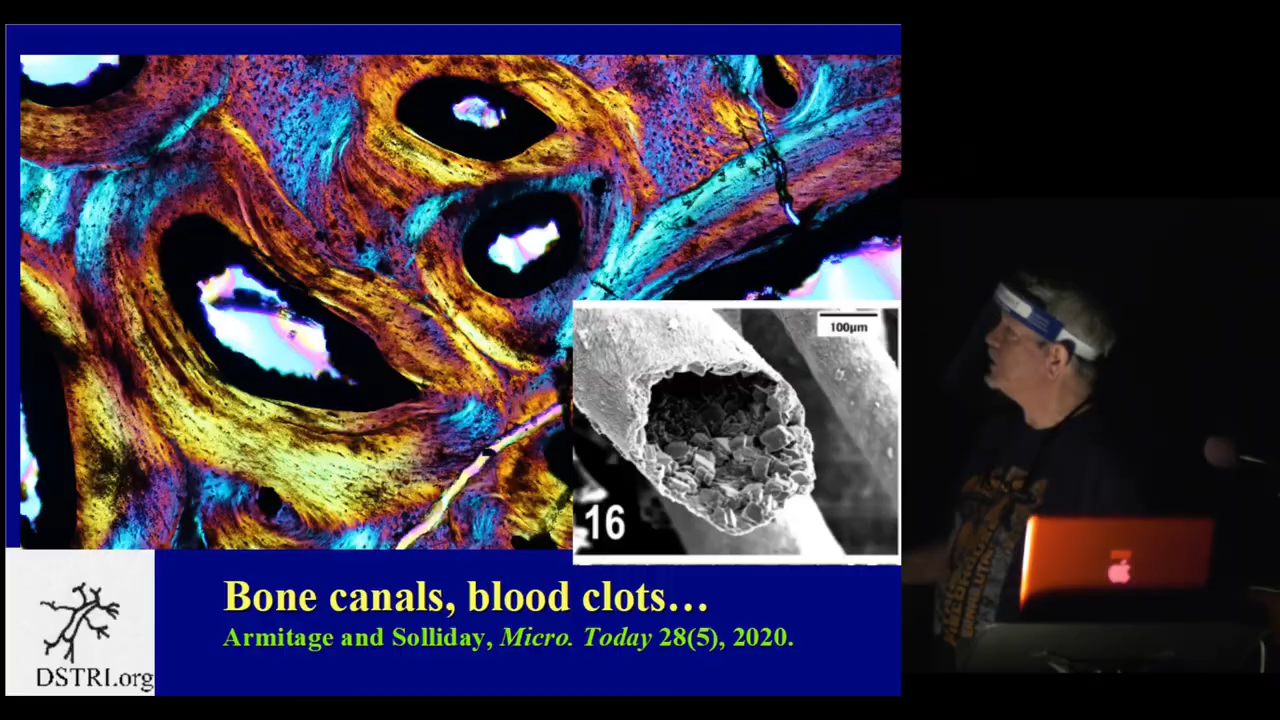 100µm
16
Bone canals, blood clots…
Armitage and Solliday, Micro. Today 28(5), 2020.
DSTRI.org